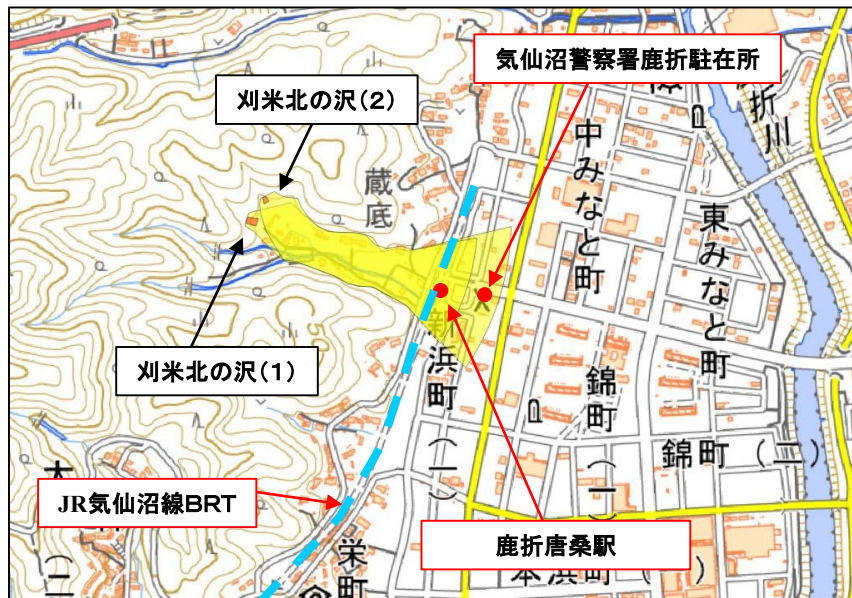 気仙沼警察署鹿折駐在所
刈米北の沢(2)
折川
中みなと町
蔵底
東みなと町
刈米北の沢(1)
新浜町(一)
錦町(一)
錦町(二)
JR気仙沼線BRT
鹿折唐桑駅
栄町
本浜町